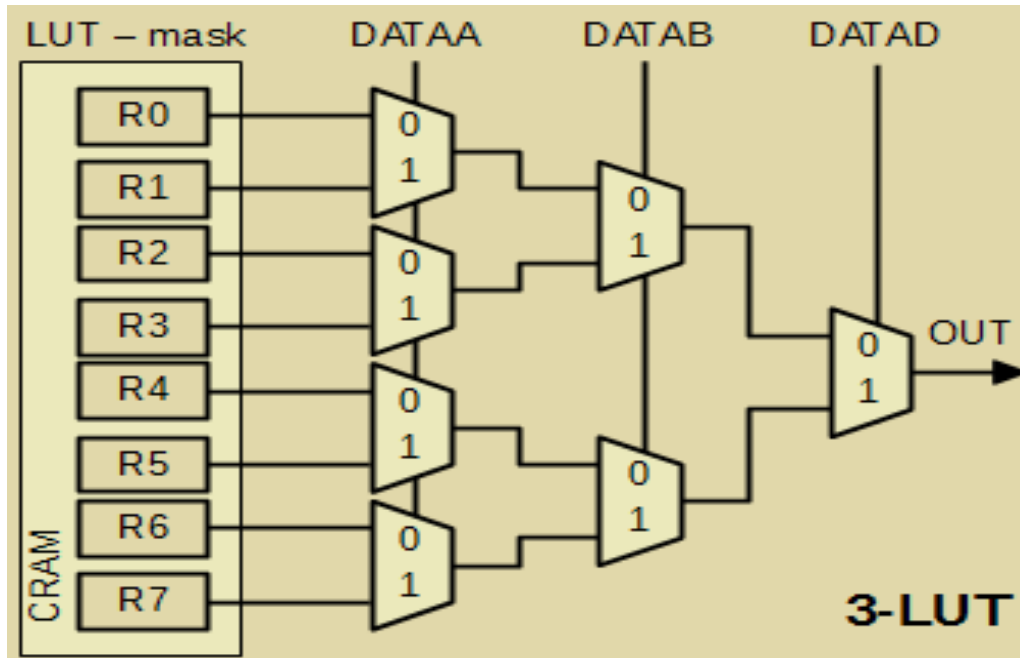 LUT – mask DATAA DATAB DATAD
R0
0
1
R1
0
1
R2
0
1
R3
OUT
0
1
R4
0
1
R5
0
1
R6
0
1
R7
CRAM
3-LUT